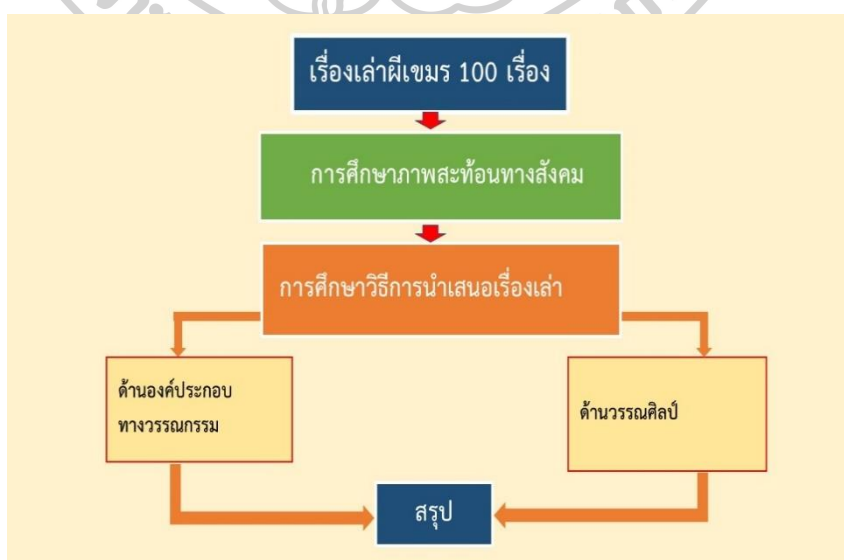 เรื่องเล่าผีเขมร 100 เรื่อง
การศึกษาภาพสะท้อนทางสังคม
การศึกษาวิธีการนำเสนอเรื่องเล่า
ด้านองค์ประกอบ
ทางวรรณกรรม
ด้านวรรณศิลป์
สรุป